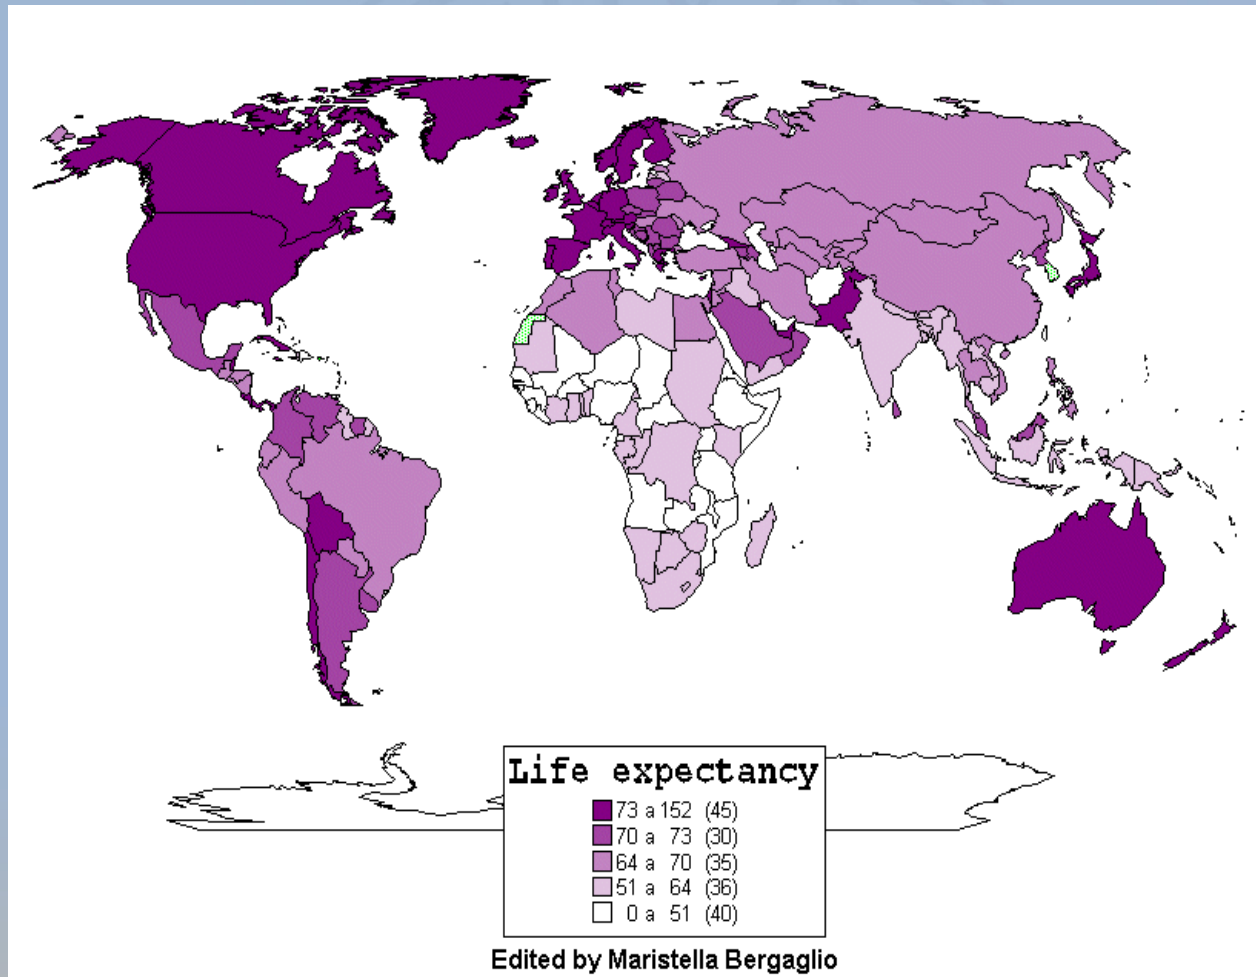 Life expectancy
73 a 152 (45)
70 a 73 (30)
64 a 70 (35)
51 a 64 (36)
0 a 51 (40)
Edited by Maristella Bergaglio